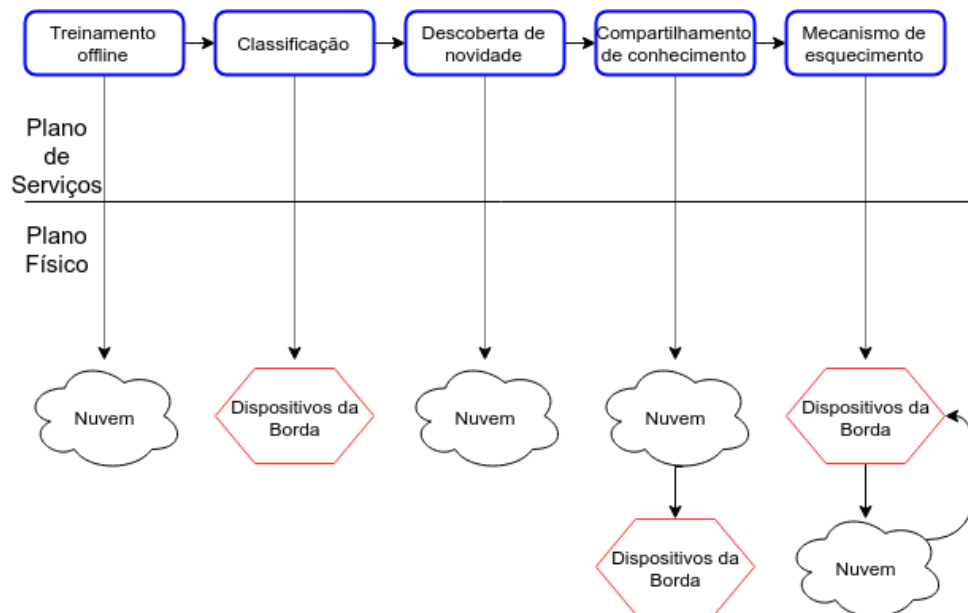 Treinamento
offline
Classificação
Descoberta de
novidade
Compartilhamento
de conhecimento
Mecanismo de
esquecimento
Plano
de
Serviços
Plano
Físico
Nuvem
Dispositivos da
Borda
Nuvem
Nuvem
Dispositivos da
Borda
Dispositivos da
Borda
Nuvem